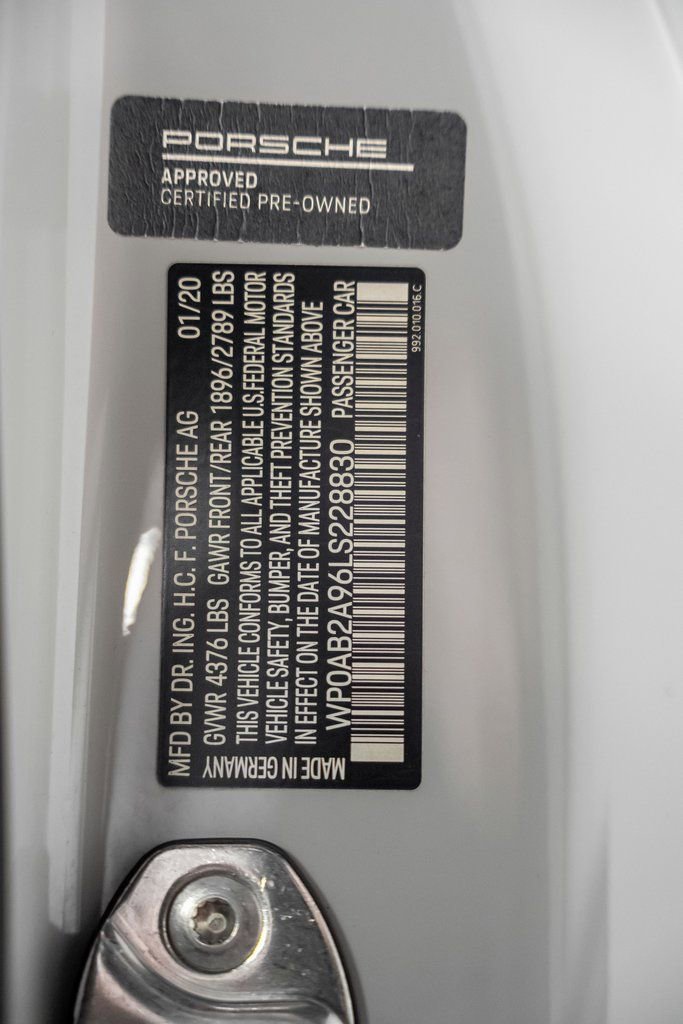 PORSCHE
APPROVED
CERTIFIED PRE-OWNED
MFD BY DR. ING. H.C. F. PORSCHE AG 01/20
GVWR 4376 LBS GAWR FRONT/REAR 1896/2789 LBS
THIS VEHICLE CONFORMS TO ALL APPLICABLE U.S. FEDERAL MOTOR
VEHICLE SAFETY, BUMPER, AND THEFT PREVENTION STANDARDS
IN EFFECT ON THE DATE OF MANUFACTURE SHOWN ABOVE
WP0AB2A96LS228830 PASSENGER CAR
992.010.016.C
MADE IN GERMANY